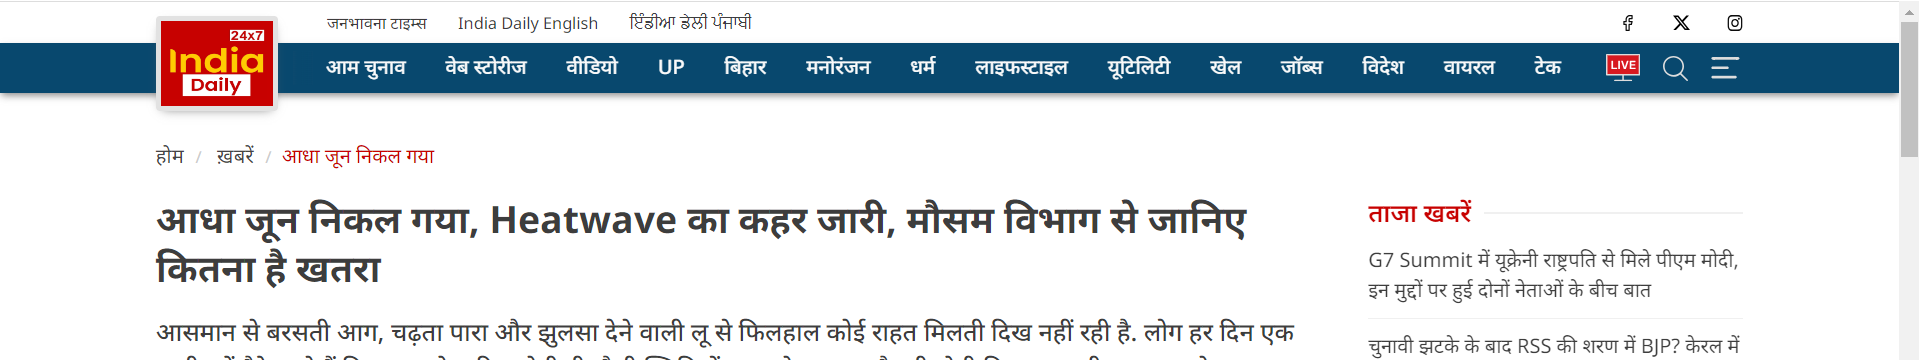 जनभावना टाइम्स India Daily English ਇੰਡੀਆ ਡੇਲੀ ਪੰਜਾਬੀ
24x7
India
Daily
आम चुनाव वेब स्टोरीज वीडियो UP बिहार मनोरंजन धर्म लाइफस्टाइल यूटिलिटी खेल जॉब्स विदेश वायरल टेक LIVE
होम / ख़बरें / आधा जून निकल गया
आधा जून निकल गया, Heatwave का कहर जारी, मौसम विभाग से जानिए
कितना है खतरा
आसमान से बरसती आग, चढ़ता पारा और झुलसा देने वाली लू से फिलहाल कोई राहत मिलती दिख नहीं रही है. लोग हर दिन एक
ताजा खबरें
G7 Summit में यूक्रेनी राष्ट्रपति से मिले पीएम मोदी,
इन मुद्दों पर हुई दोनों नेताओं के बीच बात
चुनावी झटके के बाद RSS की शरण में BJP? केरल में